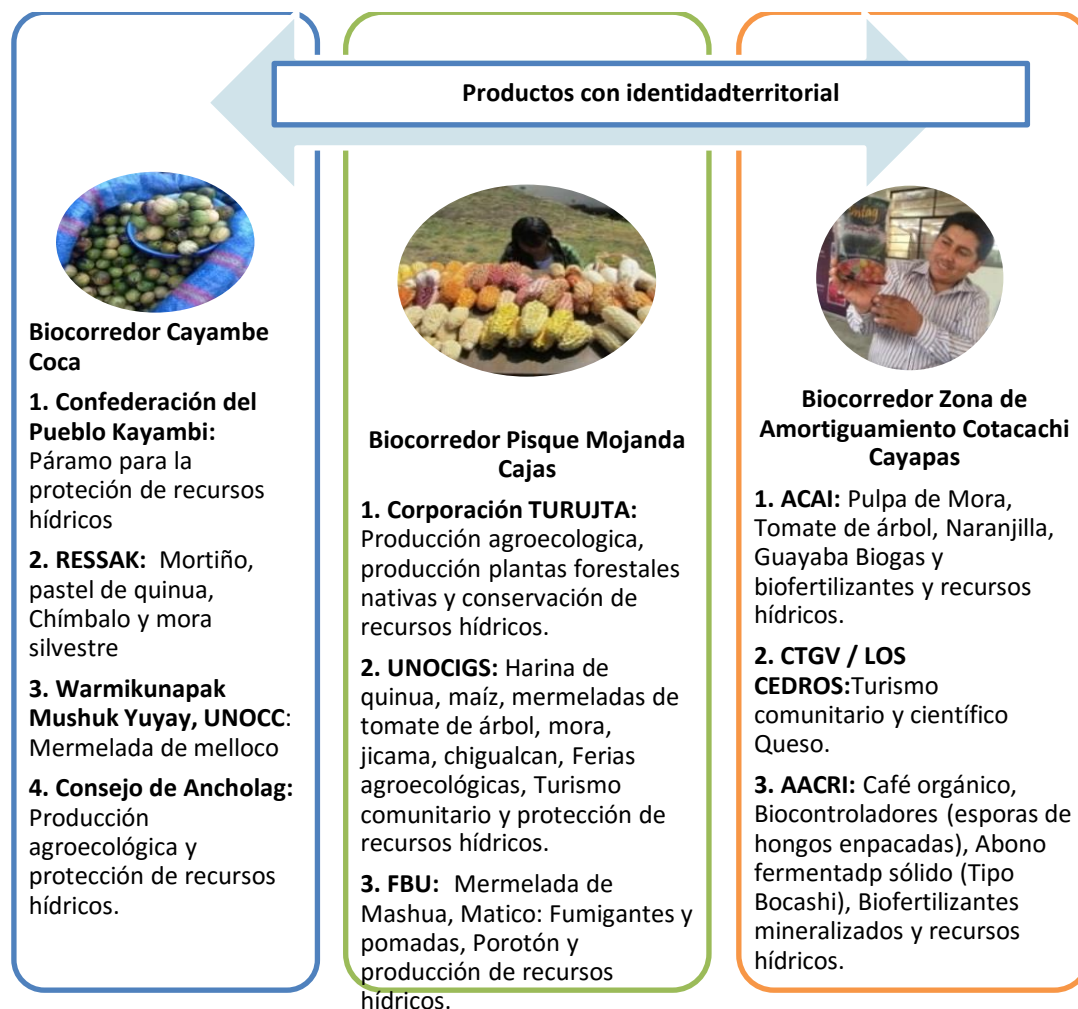 Productos con identidadterritorial
Biocorredor Cayambe
Coca
1. Confederación del
Pueblo Kayambi:
Páramo para la
proteción de recursos
hídricos
2. RESSAK: Mortiño,
pastel de quinua,
Chímbalo y mora
silvestre
3. Warmikunapak
Mushuk Yuyay, UNOCC:
Mermelada de melloco
4. Consejo de Ancholag:
Producción
agroecológica y
protección de recursos
hídricos.
Biocorredor Pisque Mojanda
Cajas
1. Corporación TURUJTA:
Producción agroecologica,
producción plantas forestales
nativas y conservación de
recursos hídricos.
2. UNOCIGS: Harina de
quinua, maíz, mermeladas de
tomate de árbol, mora,
jicama, chigualcan, Ferias
agroecológicas, Turismo
comunitario y protección de
recursos hídricos.
3. FBU: Mermelada de
Mashua, Matico: Fumigantes y
pomadas, Porotón y
producción de recursos
hídricos.
Biocorredor Zona de
Amortiguamiento Cotacachi
Cayapas
1. ACAI: Pulpa de Mora,
Tomate de árbol, Naranjilla,
Guayaba Biogas y
biofertilizantes y recursos
hídricos.
2. CTGV / LOS
CEDROS:Turismo
comunitario y científico
Queso.
3. AACRI: Café orgánico,
Biocontroladores (esporas de
hongos enpacadas), Abono
fermentadp sólido (Tipo
Bocashi), Biofertilizantes
mineralizados y recursos
hídricos.